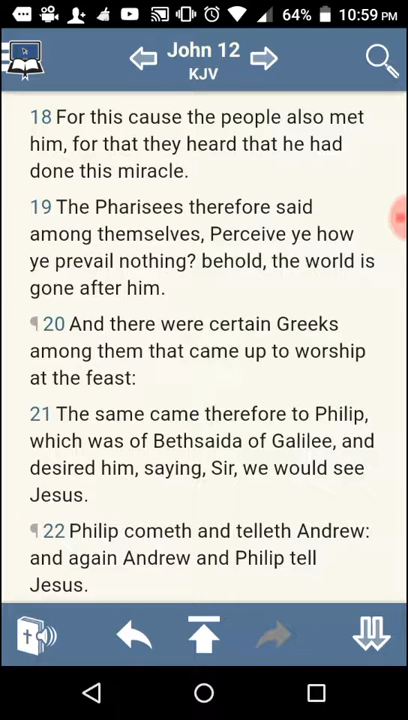 64% 10:59 PM
John 12
KJV
18 For this cause the people also met
him, for that they heard that he had
done this miracle.
19 The Pharisees therefore said
among themselves, Perceive ye how
ye prevail nothing? behold, the world is
gone after him.
¶ 20 And there were certain Greeks
among them that came up to worship
at the feast:
21 The same came therefore to Philip,
which was of Bethsaida of Galilee, and
desired him, saying, Sir, we would see
Jesus.
¶ 22 Philip cometh and telleth Andrew:
and again Andrew and Philip tell
Jesus.